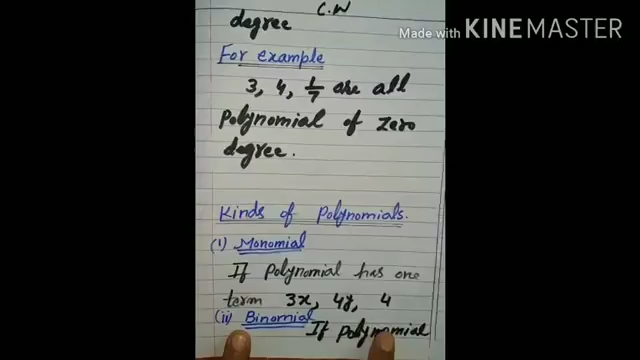 C.W
degree
Made with KINEMASTER
For example
3, 4, 1/7 are all
Polynomial of Zero
degree.
Kinds of Polynomials.
(i) Monomial
If Polynomial has one
term 3x, 4y, 4
(ii) Binomial
If Polynomial